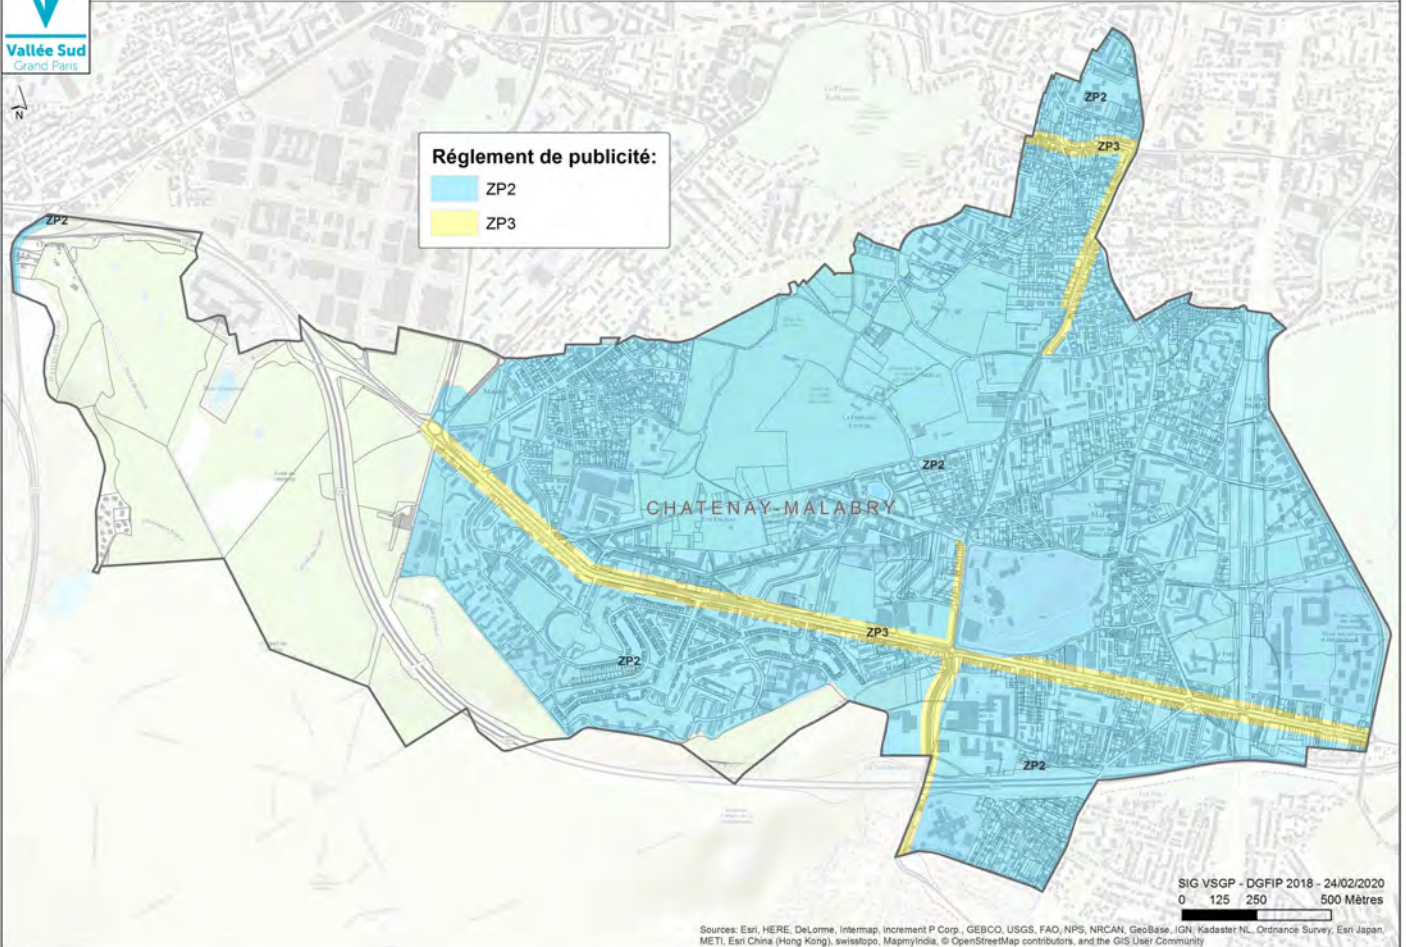 Vallée Sud
Grand Paris
N
Réglement de publicité:
ZP2
ZP3
ZP2
ZP3
ZP2
ZP2
CHATENAY-MALABRY
ZP3
ZP2
ZP2
SIG VSGP - DGFIP 2018 - 24/02/2020
0 125 250 500 Mètres
Sources: Esri, HERE, DeLorme, Intermap, increment P Corp., GEBCO, USGS, FAO, NPS, NRCAN, GeoBase, IGN, Kadaster NL, Ordnance Survey, Esri Japan,
METI, Esri China (Hong Kong), swisstopo, MapmyIndia, © OpenStreetMap contributors, and the GIS User Community